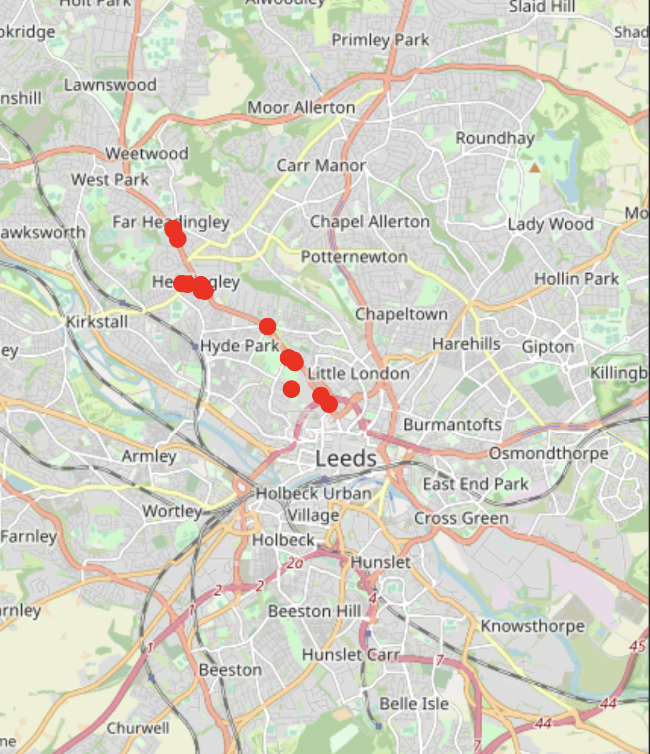 Holt Park
Alwoodley
Slaid Hill
okridge
Primley Park
Shad
Lawnswood
nshill
Moor Allerton
Roundhay
Weetwood
Carr Manor
West Park
Far Headingley
Chapel Allerton
Lady Wood
Mo
awksworth
Potternewton
Headingley
Hollin Park
Kirkstall
Chapeltown
ey
Hyde Park
Harehills
Gipton
Little London
Killingb
Burmantofts
Armley
Leeds
Osmondthorpe
East End Park
Holbeck Urban
Village
Wortley
Cross Green
Farnley
Holbeck
2a
Hunslet
2
2
4
1
arnley
Beeston Hill
Knowsthorpe
1
Hunslet Carr
7
45
Beeston
Belle Isle
44
44
Churwell
7
ne